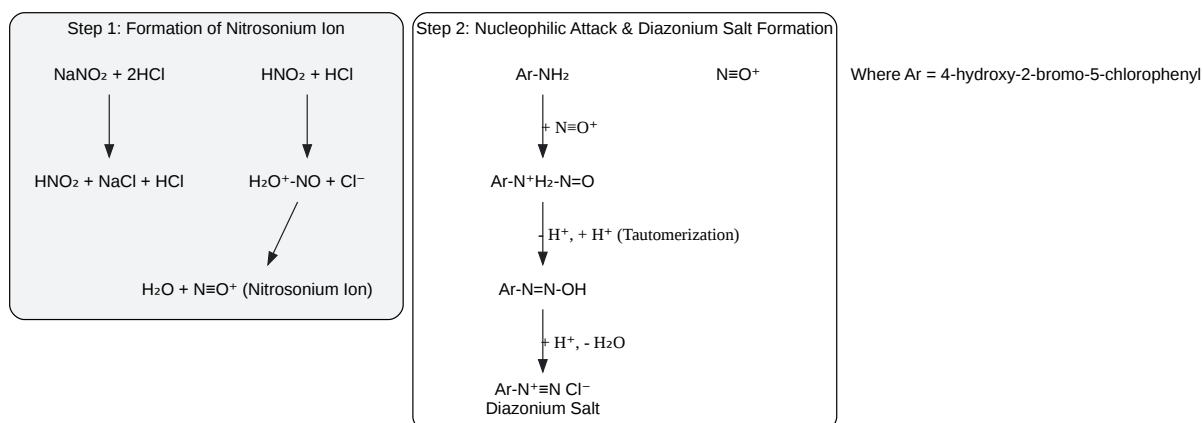 Step 1: Formation of Nitrosonium Ion
NaNO₂ + 2HCl
HNO₂ + HCl
HNO₂ + NaCl + HCl
H₂O⁺-NO + Cl⁻
H₂O + N≡O⁺ (Nitrosonium Ion)
Step 2: Nucleophilic Attack & Diazonium Salt Formation
Ar-NH₂
N≡O⁺
+ N≡O⁺
Ar-N⁺H₂-N=O
- H⁺, + H⁺ (Tautomerization)
Ar-N=N-OH
+ H⁺, - H₂O
Ar-N⁺≡N Cl⁻
Diazonium Salt
Where Ar = 4-hydroxy-2-bromo-5-chlorophenyl